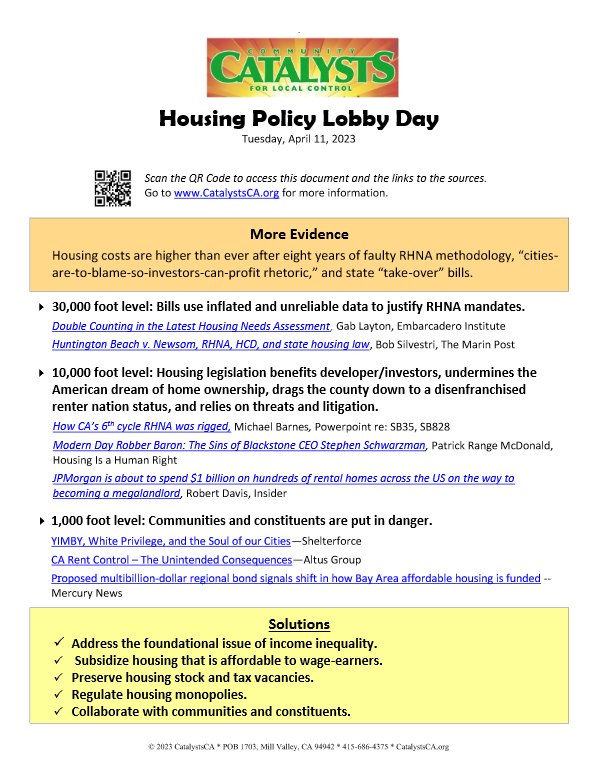 COMMUNITY
CATALYSTS
FOR LOCAL CONTROL
Housing Policy Lobby Day
Tuesday, April 11, 2023
Scan the QR Code to access this document and the links to the sources.
Go to www.CatalystsCA.org for more information.
More Evidence
Housing costs are higher than ever after eight years of faulty RHNA methodology, “cities-
are-to-blame-so-investors-can-profit rhetoric,” and state “take-over” bills.
30,000 foot level: Bills use inflated and unreliable data to justify RHNA mandates.
Double Counting in the Latest Housing Needs Assessment, Gab Layton, Embarcadero Institute
Huntington Beach v. Newsom, RHNA, HCD, and state housing law, Bob Silvestri, The Marin Post
10,000 foot level: Housing legislation benefits developer/investors, undermines the
American dream of home ownership, drags the county down to a disenfranchised
renter nation status, and relies on threats and litigation.
How CA’s 6th cycle RHNA was rigged, Michael Barnes, Powerpoint re: SB35, SB828
Modern Day Robber Baron: The Sins of Blackstone CEO Stephen Schwarzman, Patrick Range McDonald,
Housing Is a Human Right
JPMorgan is about to spend $1 billion on hundreds of rental homes across the US on the way to
becoming a megalandlord, Robert Davis, Insider
1,000 foot level: Communities and constituents are put in danger.
YIMBY, White Privilege, and the Soul of our Cities—Shelterforce
CA Rent Control – The Unintended Consequences—Altus Group
Proposed multibillion-dollar regional bond signals shift in how Bay Area affordable housing is funded --
Mercury News
Solutions
✓ Address the foundational issue of income inequality.
✓ Subsidize housing that is affordable to wage-earners.
✓ Preserve housing stock and tax vacancies.
✓ Regulate housing monopolies.
✓ Collaborate with communities and constituents.
© 2023 CatalystsCA * POB 1703, Mill Valley, CA 94942 * 415-686-4375 * CatalystsCA.org